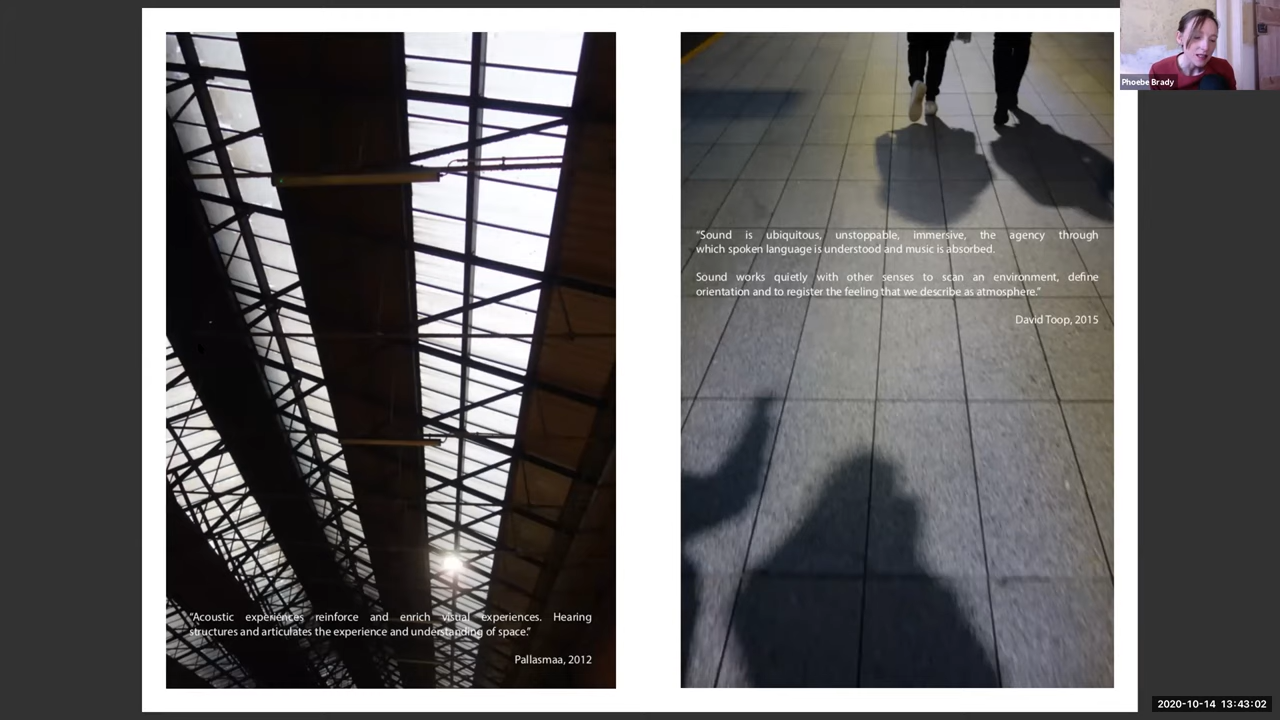 Phoebe Brady
"Sound is ubiquitous, unstoppable, immersive, the agency through
which spoken language is understood and music is absorbed.
Sound works quietly with other senses to scan an environment, define
orientation and to register the feeling that we describe as atmosphere."
David Toop, 2015
"Acoustic experiences reinforce and enrich visual experiences. Hearing
structures and articulates the experience and understanding of space."
Pallasmaa, 2012
2020-10-14 13:43:02